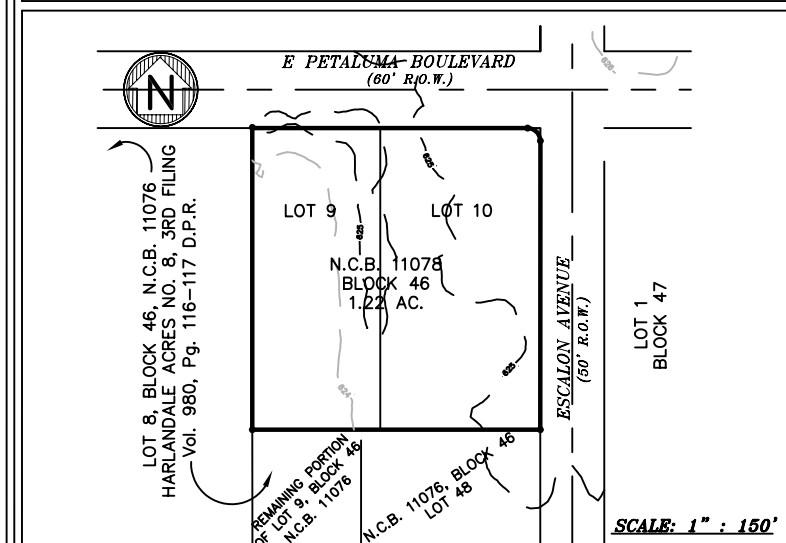 E PETALUMA BOULEVARD
(60' R.O.W.)
N
626
625
LOT 9
LOT 10
625
N.C.B. 11078
BLOCK 46
1.22 AC.
624
625
LOT 8, BLOCK 46, N.C.B. 11076
HARLANDALE ACRES NO. 8, 3RD FILING
Vol. 980, Pg. 116-117 D.P.R.
ESCALON AVENUE
(50' R.O.W.)
LOT 1
BLOCK 47
REMAINING PORTION
OF LOT 9, BLOCK 46
N.C.B. 11076
N.C.B. 11076, BLOCK 46
LOT 48
SCALE: 1" : 150'